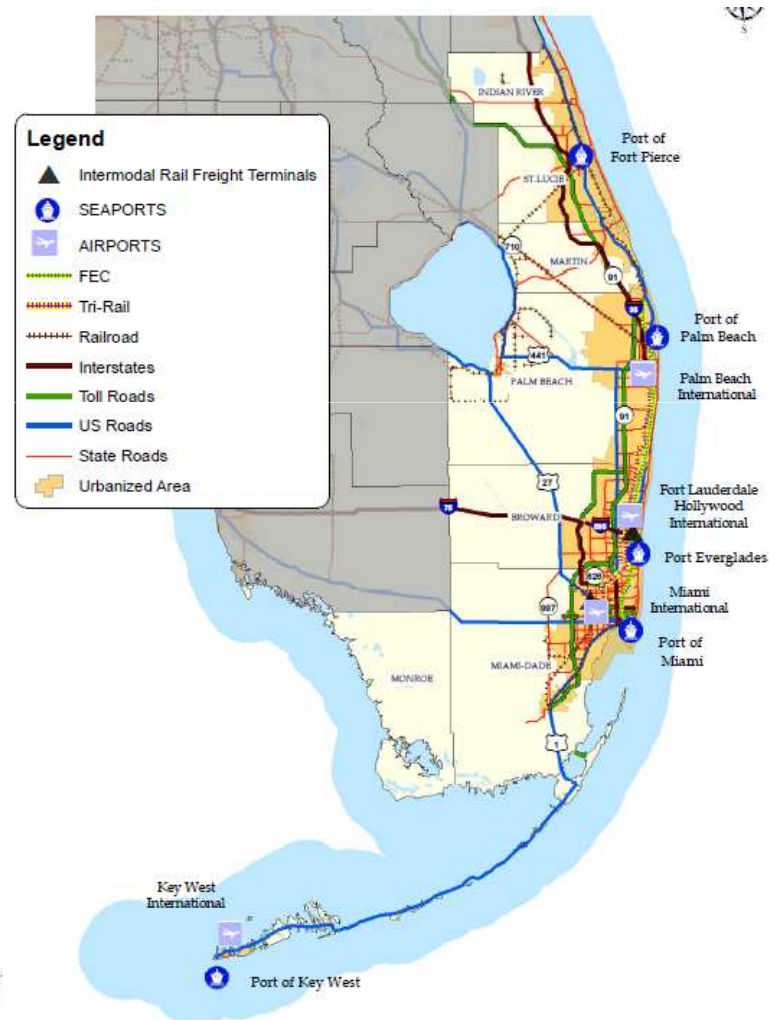 S
INDIAN RIVER
Port of
Fort Pierce
Legend
Intermodal Rail Freight Terminals
SEAPORTS
AIRPORTS
FEC
Tri-Rail
Railroad
Interstates
Toll Roads
US Roads
State Roads
Urbanized Area
ST.LUCIE
710
MARTIN
91
95
Port of
Palm Beach
441
PALM BEACH
Palm Beach
International
91
27
Fort Lauderdale
Hollywood
International
75
BROWARD
595
Port Everglades
826
Miami
International
997
Port of
Miami
MIAMI-DADE
MONROE
1
Key West
International
Port of Key West